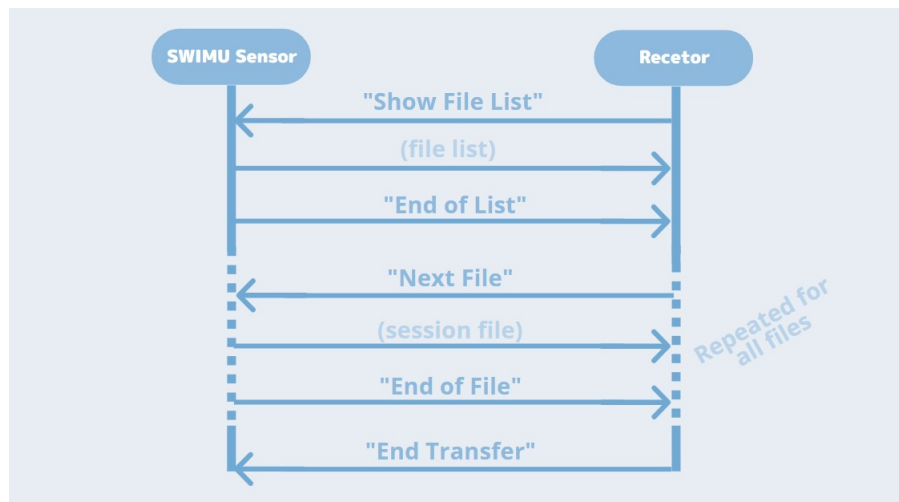 SWIMU Sensor
Recetor
"Show File List"
(file list)
"End of List"
"Next File"
(session file)
Repeated for
all files
"End of File"
"End Transfer"